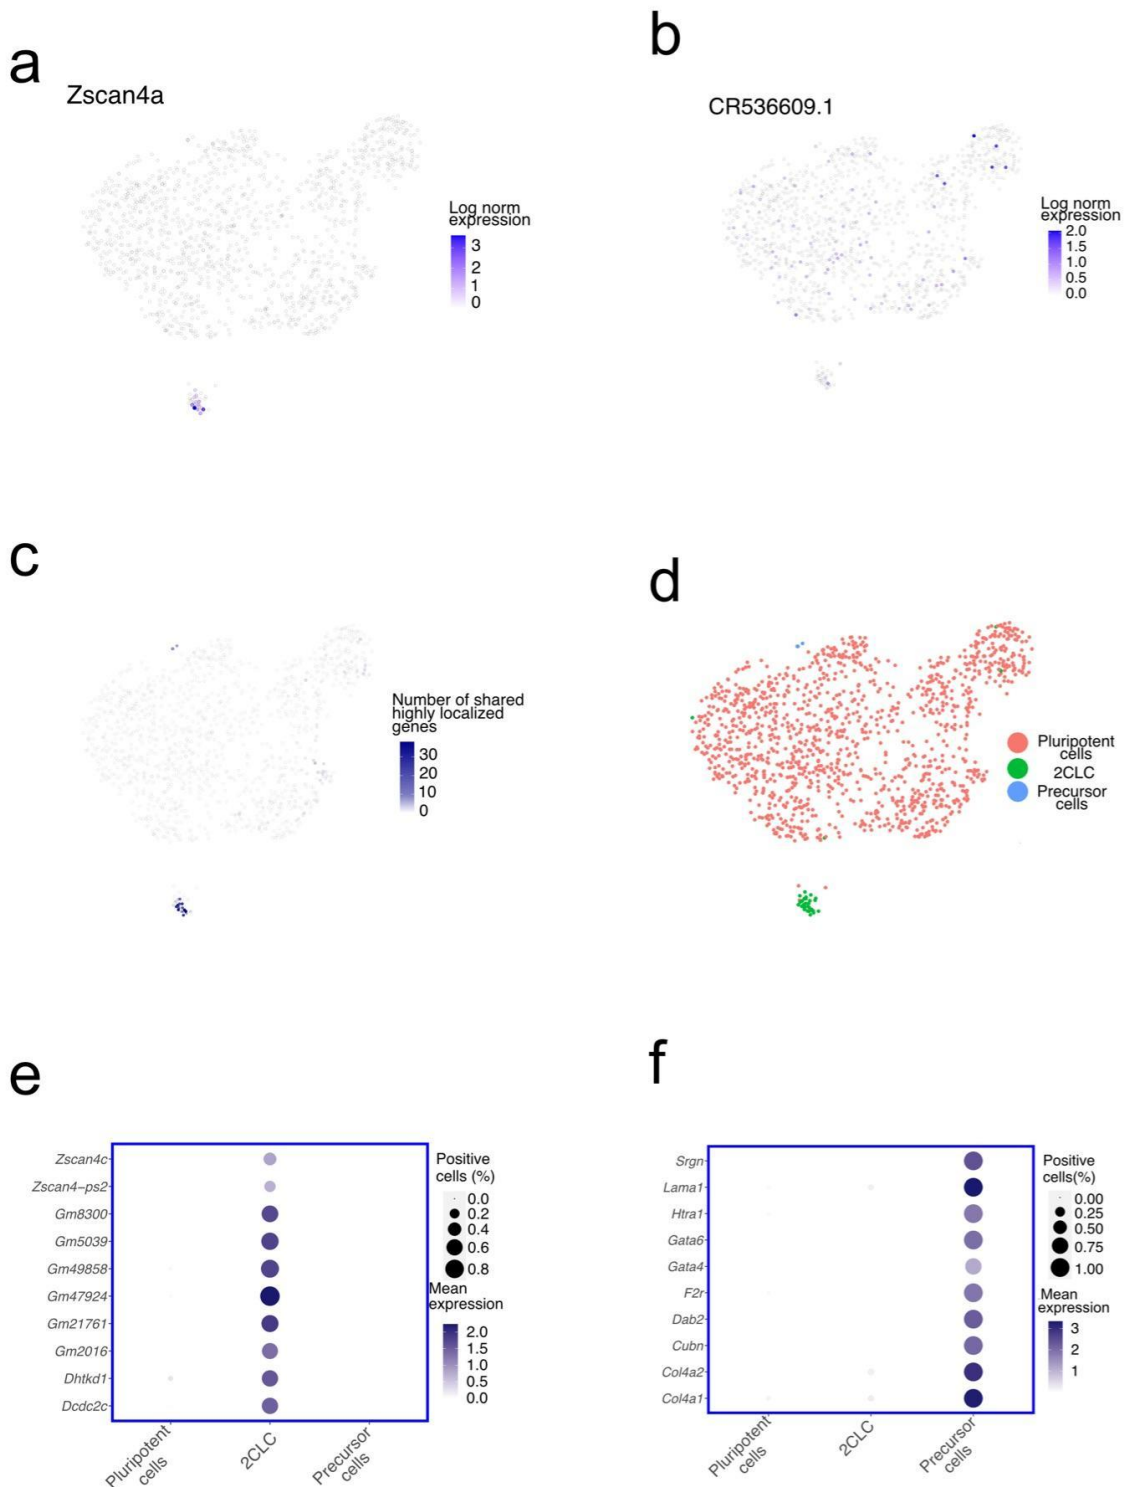 a
Zscan4a
Log norm
expression
3
2
1
0
b
CR536609.1
Log norm
expression
2.0
1.5
1.0
0.5
0.0
c
Number of shared
highly localized
genes
30
20
10
0
d
Pluripotent
cells
2CLC
Precursor
cells
e
Zscan4c
Zscan4–ps2
Gm8300
Gm5039
Gm49858
Gm47924
Gm21761
Gm2016
Dhtkd1
Dcdc2c
Pluripotent
cells
2CLC
Precursor
cells
Positive
cells (%)
0.0
0.2
0.4
0.6
0.8
Mean
expression
2.0
1.5
1.0
0.5
0.0
f
Srgn
Lama1
Htra1
Gata6
Gata4
F2r
Dab2
Cubn
Col4a2
Col4a1
Pluripotent
cells
2CLC
Precursor
cells
Positive
cells(%)
0.00
0.25
0.50
0.75
1.00
Mean
expression
3
2
1